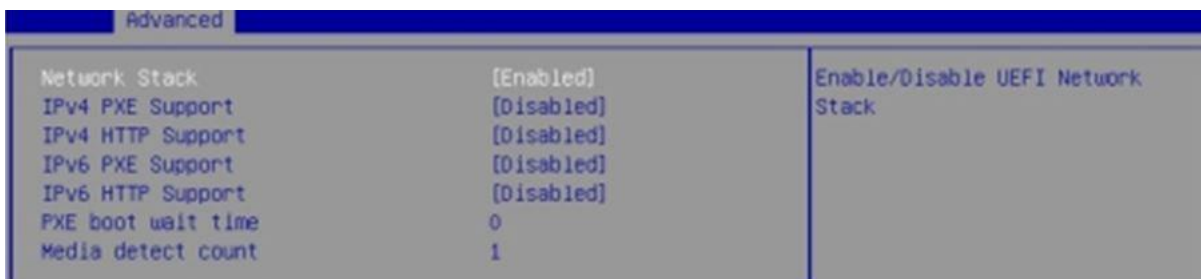 Advanced
Network Stack [Enabled]
IPv4 PXE Support [Disabled]
IPv4 HTTP Support [Disabled]
IPv6 PXE Support [Disabled]
IPv6 HTTP Support [Disabled]
PXE boot wait time 0
Media detect count 1
Enable/Disable UEFI Network
Stack